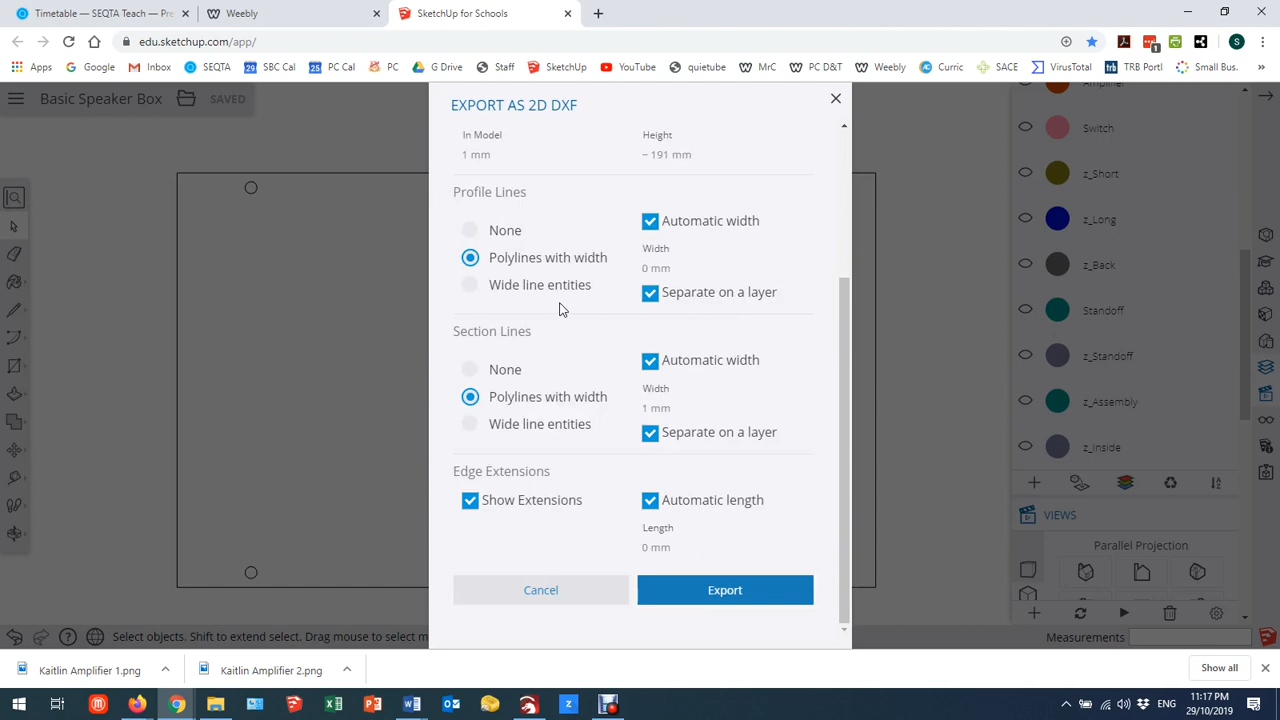 Timetable — SEQTA Teach — Pre
Weebly
SketchUp for Schools
edu.sketchup.com/app/
1
Apps
Google
Inbox
SEQTA
29 SBC Cal
25 PC Cal
PC
G Drive
Staff
SketchUp
YouTube
quietube
MrC
PC D&T
Weebly
Curric
SACE
VirusTotal
trb TRB Portl
Small Bus.
»
Basic Speaker Box
SAVED
EXPORT AS 2D DXF
In Model
Height
1 mm
~ 191 mm
Profile Lines
None
Automatic width
Polylines with width
Width
0 mm
Wide line entities
Separate on a layer
Section Lines
None
Automatic width
Polylines with width
Width
1 mm
Wide line entities
Separate on a layer
Edge Extensions
Show Extensions
Automatic length
Length
0 mm
Cancel
Export
Amplifier
Switch
z_Short
z_Long
z_Back
Standoff
z_Standoff
z_Assembly
z_Inside
VIEWS
Parallel Projection
Select objects. Shift to extend select. Drag mouse to select m
Measurements
Kaitlin Amplifier 1.png
Kaitlin Amplifier 2.png
Show all
ENG
11:17 PM
29/10/2019